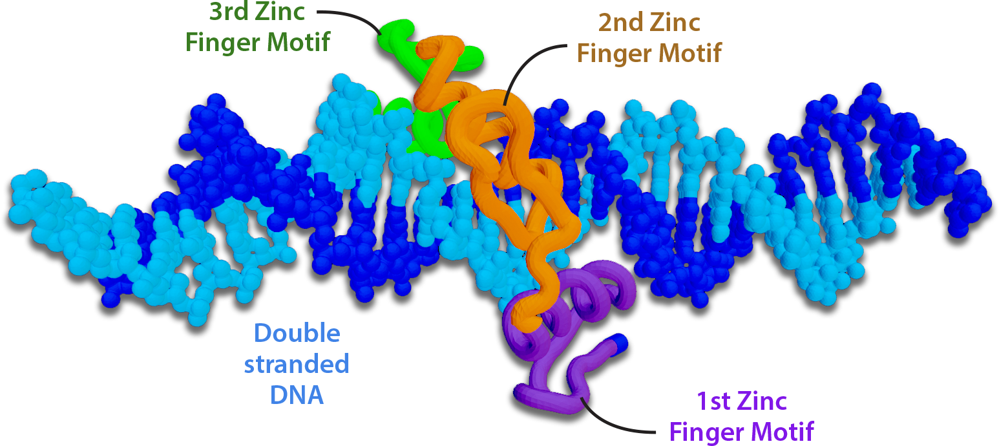 3rd Zinc
Finger Motif
2nd Zinc
Finger Motif
Double
stranded
DNA
1st Zinc
Finger Motif